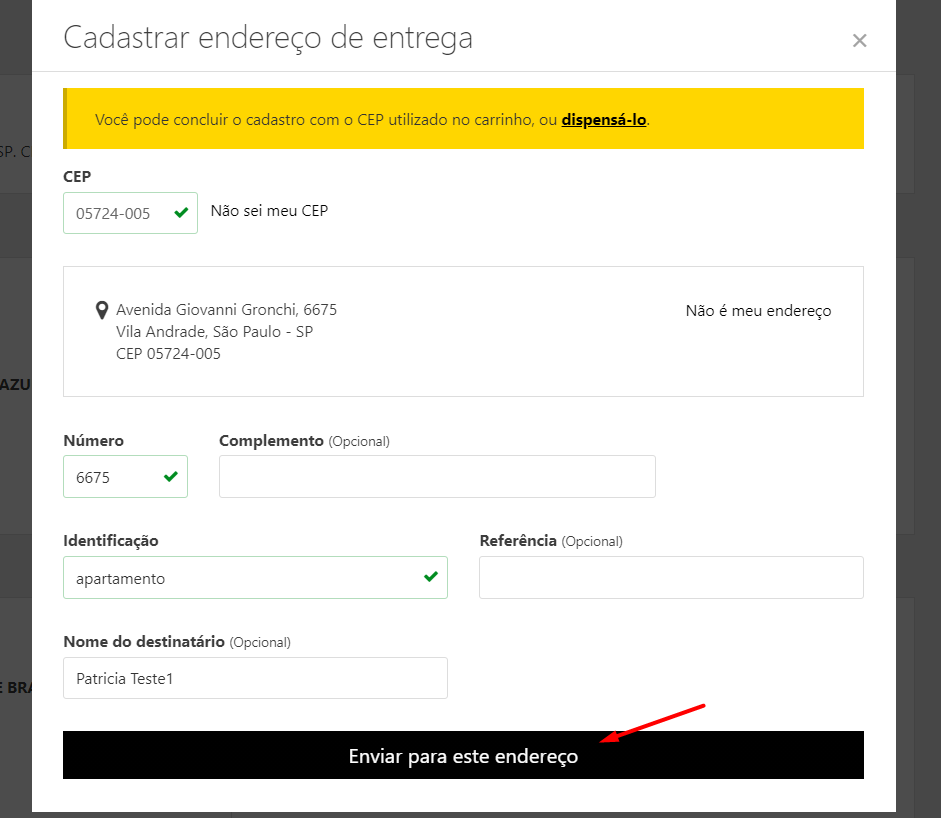 Cadastrar endereço de entrega
×
Você pode concluir o cadastro com o CEP utilizado no carrinho, ou dispensá-lo.
SP. C
CEP
05724-005
Não sei meu CEP
Avenida Giovanni Gronchi, 6675
Não é meu endereço
Vila Andrade, São Paulo - SP
CEP 05724-005
AZU
Número
Complemento (Opcional)
6675
Identificação
Referência (Opcional)
apartamento
Nome do destinatário (Opcional)
Patricia Teste1
E BRA
Enviar para este endereço